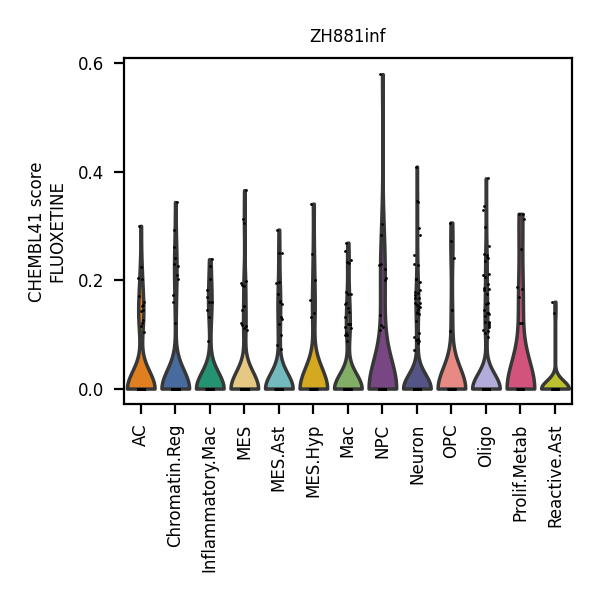 ZH881inf
CHEMBL41 score
FLUOXETINE
0.6
0.4
0.2
0.0
AC
Chromatin.Reg
Inflammatory.Mac
MES
MES.Ast
MES.Hyp
Mac
NPC
Neuron
OPC
Oligo
Prolif.Metab
Reactive.Ast